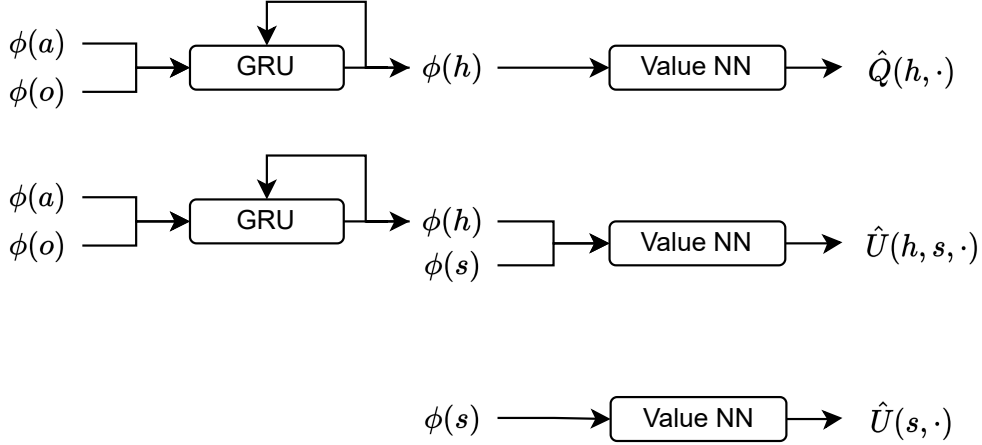 ϕ(a)
ϕ(o)
GRU
ϕ(h)
Value NN
Q̂(h, ·)
ϕ(a)
ϕ(o)
GRU
ϕ(h)
ϕ(s)
Value NN
Û(h, s, ·)
ϕ(s)
Value NN
Û(s, ·)